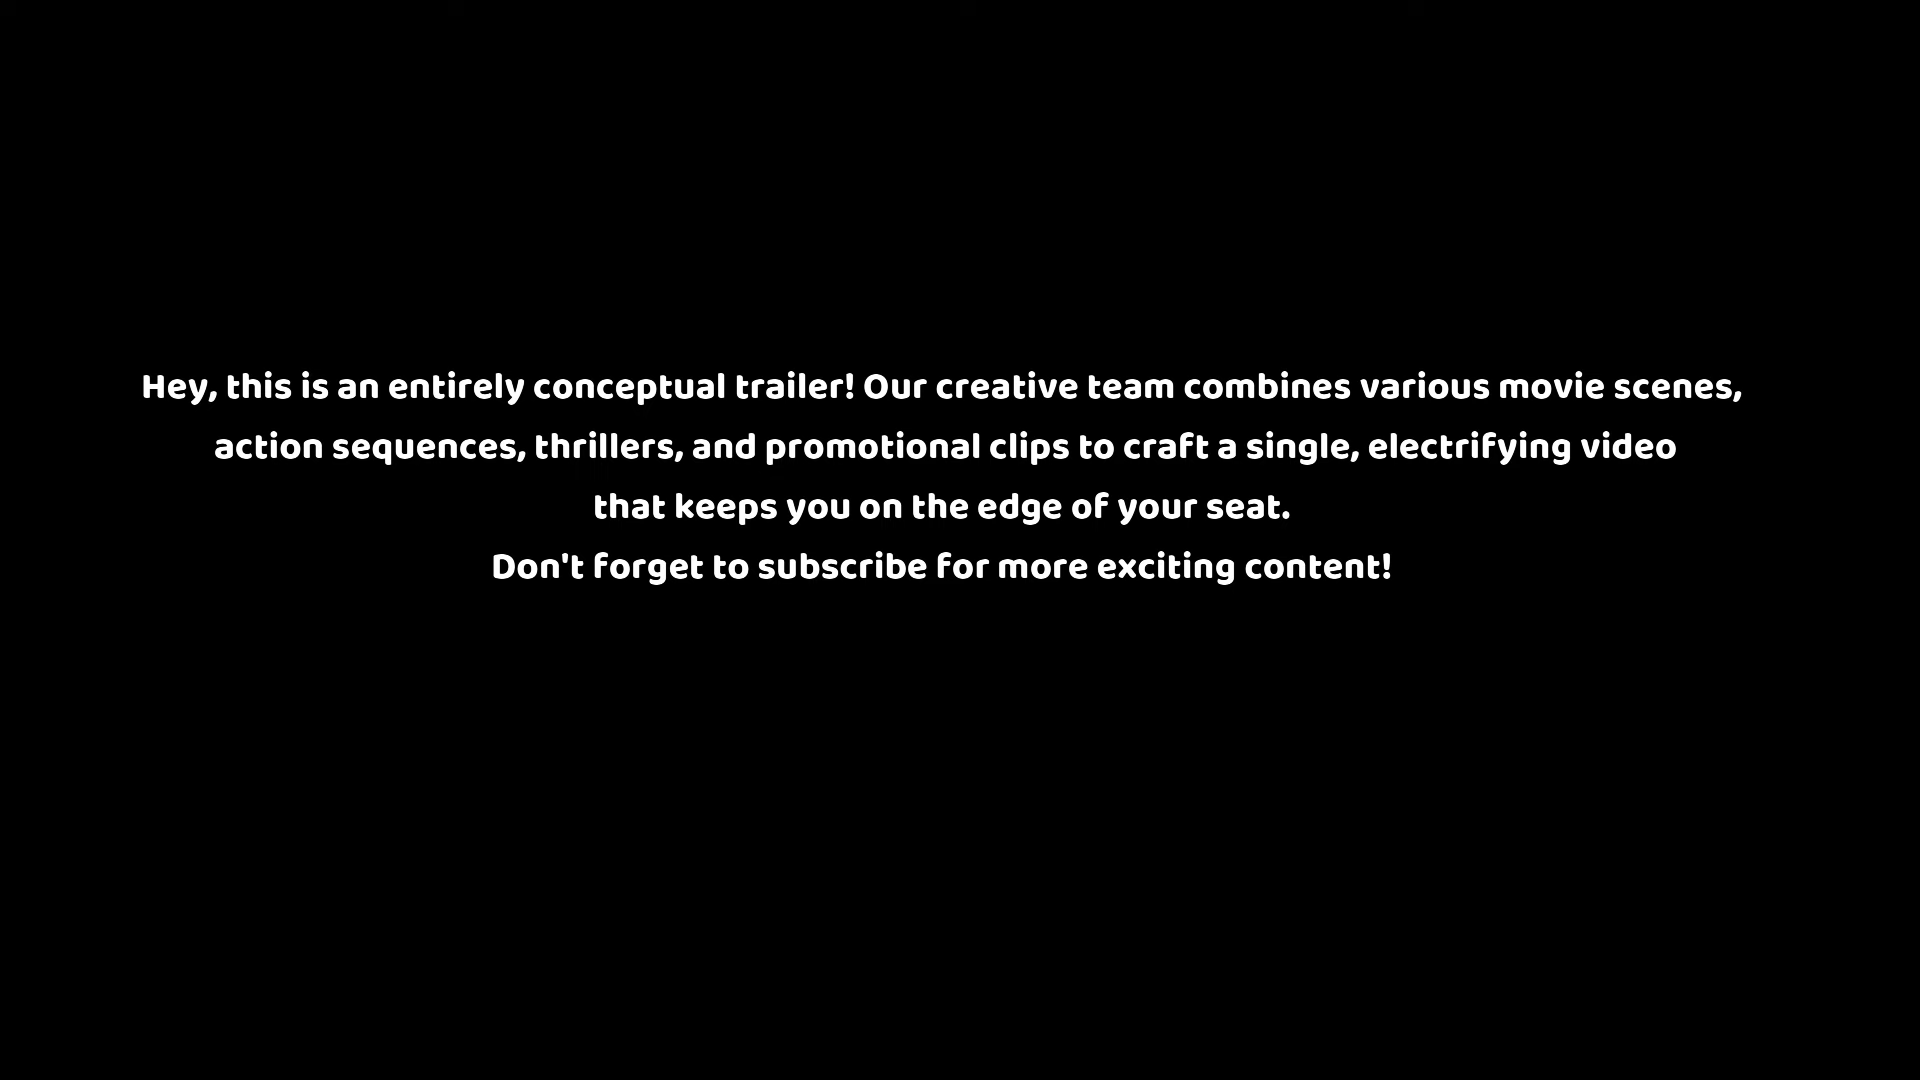 Hey, this is an entirely conceptual trailer! Our creative team combines various movie scenes,
action sequences, thrillers, and promotional clips to craft a single, electrifying video
that keeps you on the edge of your seat.
Don't forget to subscribe for more exciting content!